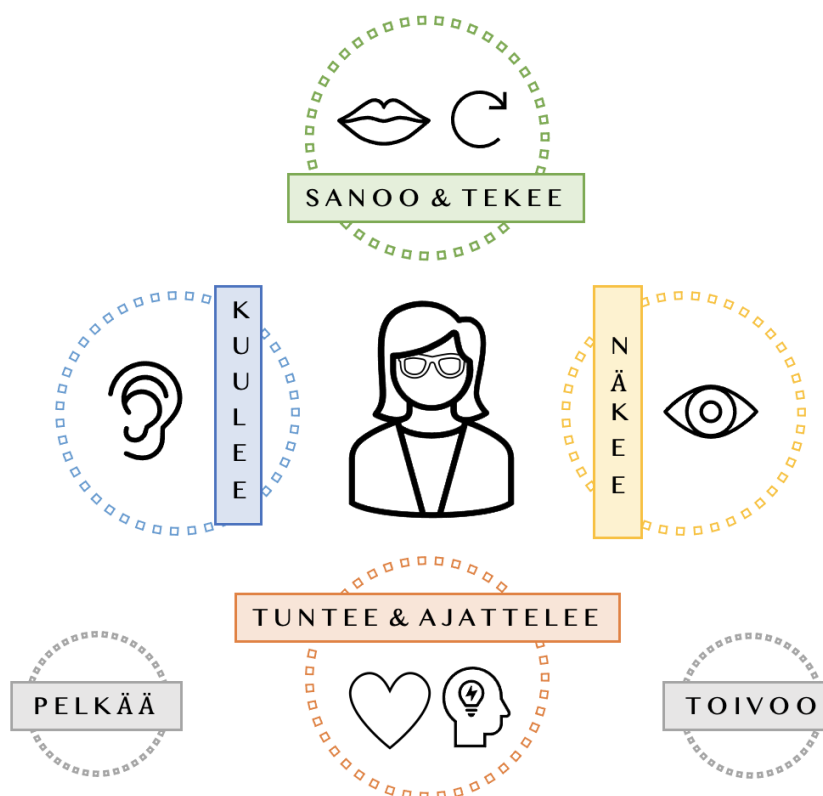 SANOO & TEKEE
KUULEE
NÄKEE
TUNTEE & AJATTELEE
PELKÄÄ
TOIVOO